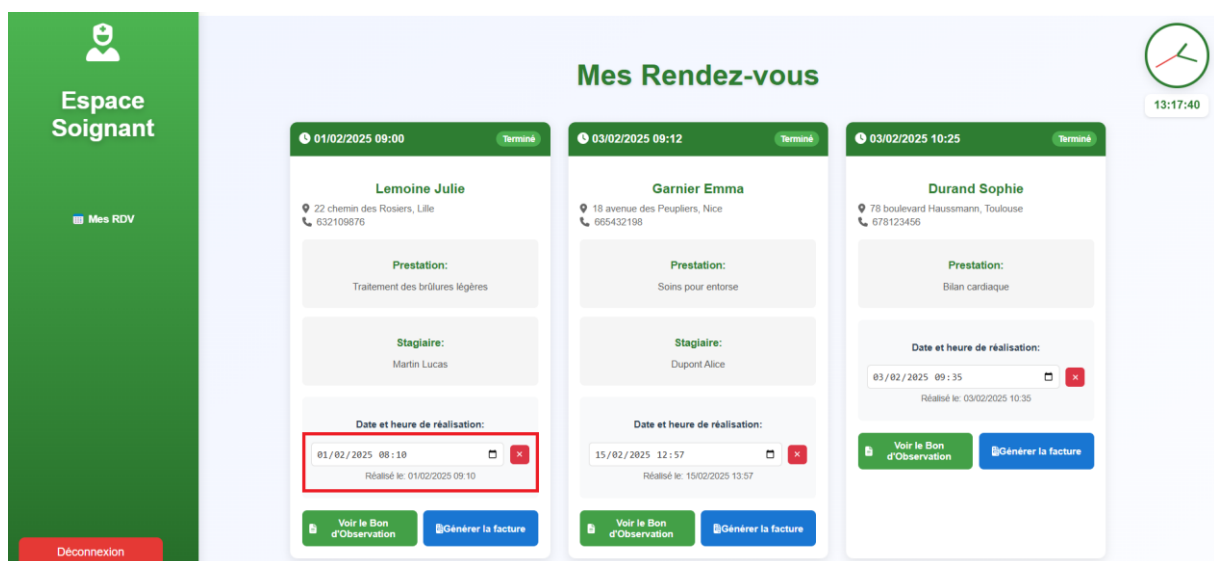 Espace
Soignant
Mes RDV
Déconnexion
Mes Rendez-vous
13:17:40
01/02/2025 09:00
Terminé
Lemoine Julie
22 chemin des Rosiers, Lille
632109876
Prestation:
Traitement des brûlures légères
Stagiaire:
Martin Lucas
Date et heure de réalisation:
01/02/2025 08:10
Réalisé le: 01/02/2025 09:10
Voir le Bon
d'Observation
Générer la facture
03/02/2025 09:12
Terminé
Garnier Emma
18 avenue des Peupliers, Nice
665432198
Prestation:
Soins pour entorse
Stagiaire:
Dupont Alice
Date et heure de réalisation:
15/02/2025 12:57
Réalisé le: 15/02/2025 13:57
Voir le Bon
d'Observation
Générer la facture
03/02/2025 10:25
Terminé
Durand Sophie
78 boulevard Haussmann, Toulouse
678123456
Prestation:
Bilan cardiaque
Date et heure de réalisation:
03/02/2025 09:35
Réalisé le: 03/02/2025 10:35
Voir le Bon
d'Observation
Générer la facture